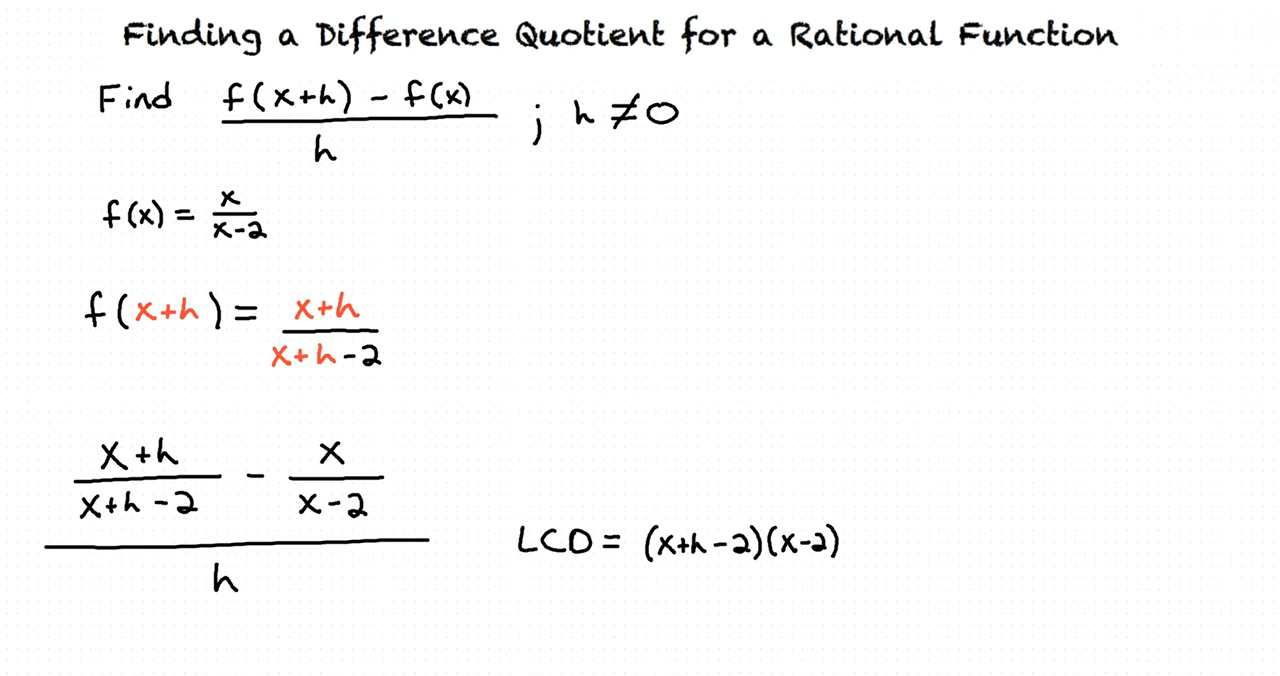 Finding a Difference Quotient for a Rational Function
Find f(x+h) - f(x) / h ; h ≠ 0
f(x) = x / x-2
f(x+h) = x+h / x+h-2
x+h / x+h-2 - x / x-2
h
LCD = (x+h-2)(x-2)